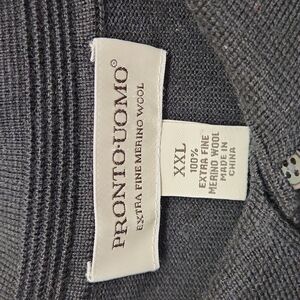 PRONTO·UOMO®
EXTRA FINE MERINO WOOL
XXL
100%
EXTRA FINE
MERINO WOOL
MADE IN
CHINA